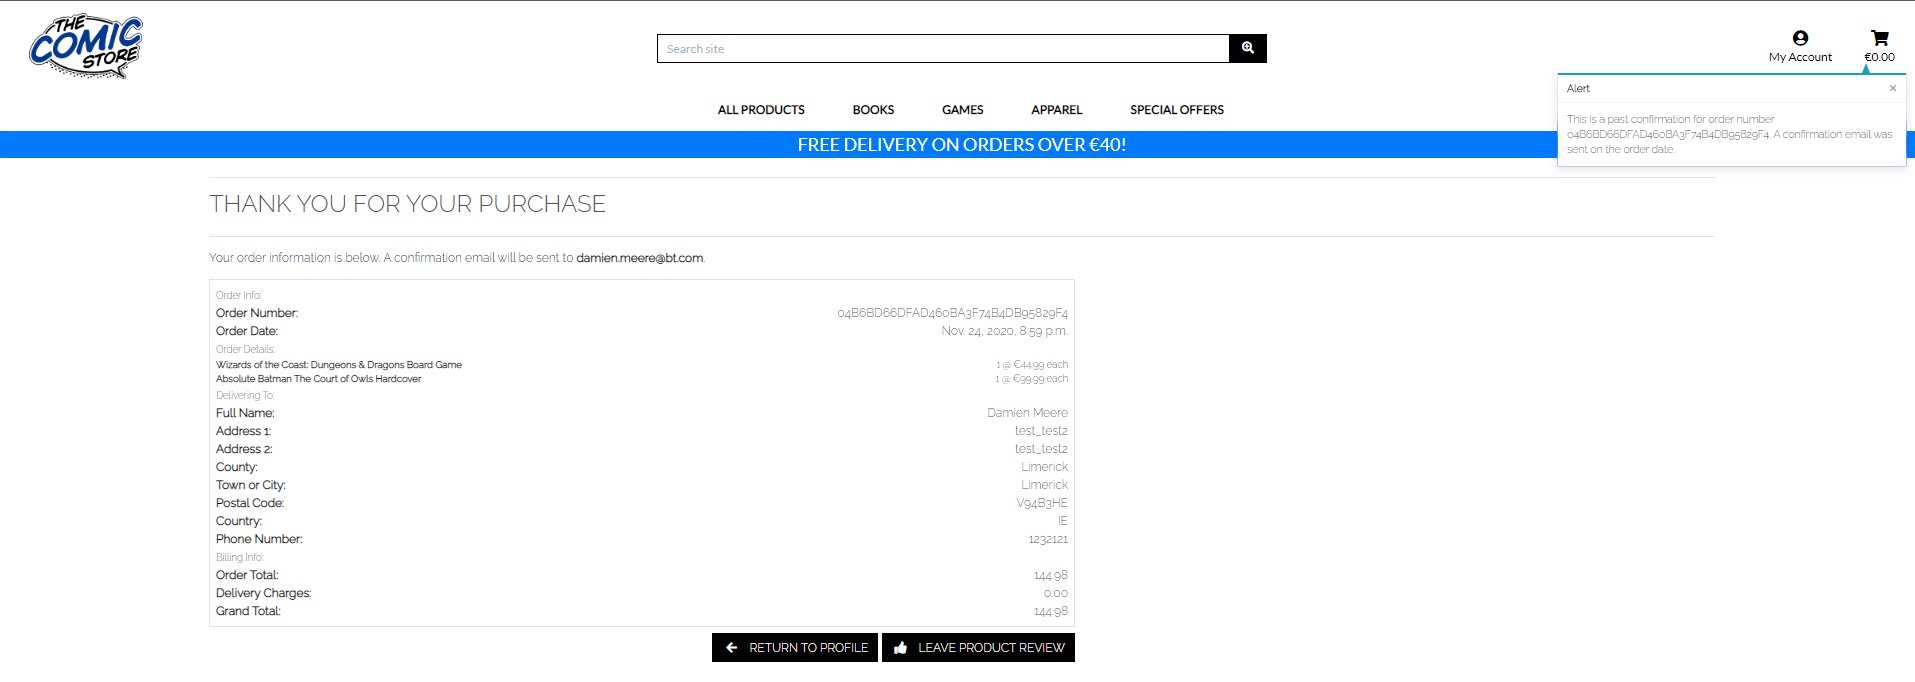 THE
COMIC
STORE
Search site
My Account
€0.00
ALL PRODUCTS BOOKS GAMES APPAREL SPECIAL OFFERS
Alert ×
This is a past confirmation for order number
04B6BD66DFAD460BA3F74B4DB95829F4. A confirmation email was
sent on the order date.
FREE DELIVERY ON ORDERS OVER €40!
THANK YOU FOR YOUR PURCHASE
Your order information is below. A confirmation email will be sent to damien.meere@bt.com.
Order Info:
Order Number: 04B6BD66DFAD460BA3F74B4DB95829F4
Order Date: Nov. 24, 2020, 8:59 p.m.
Order Details:
Wizards of the Coast: Dungeons & Dragons Board Game 1 @ €44.99 each
Absolute Batman The Court of Owls Hardcover 1 @ €99.99 each
Delivering To:
Full Name: Damien Meere
Address 1: test_test2
Address 2: test_test2
County: Limerick
Town or City: Limerick
Postal Code: V94B3HE
Country: IE
Phone Number: 1232121
Billing Info:
Order Total: 144.98
Delivery Charges: 0.00
Grand Total: 144.98
RETURN TO PROFILE LEAVE PRODUCT REVIEW